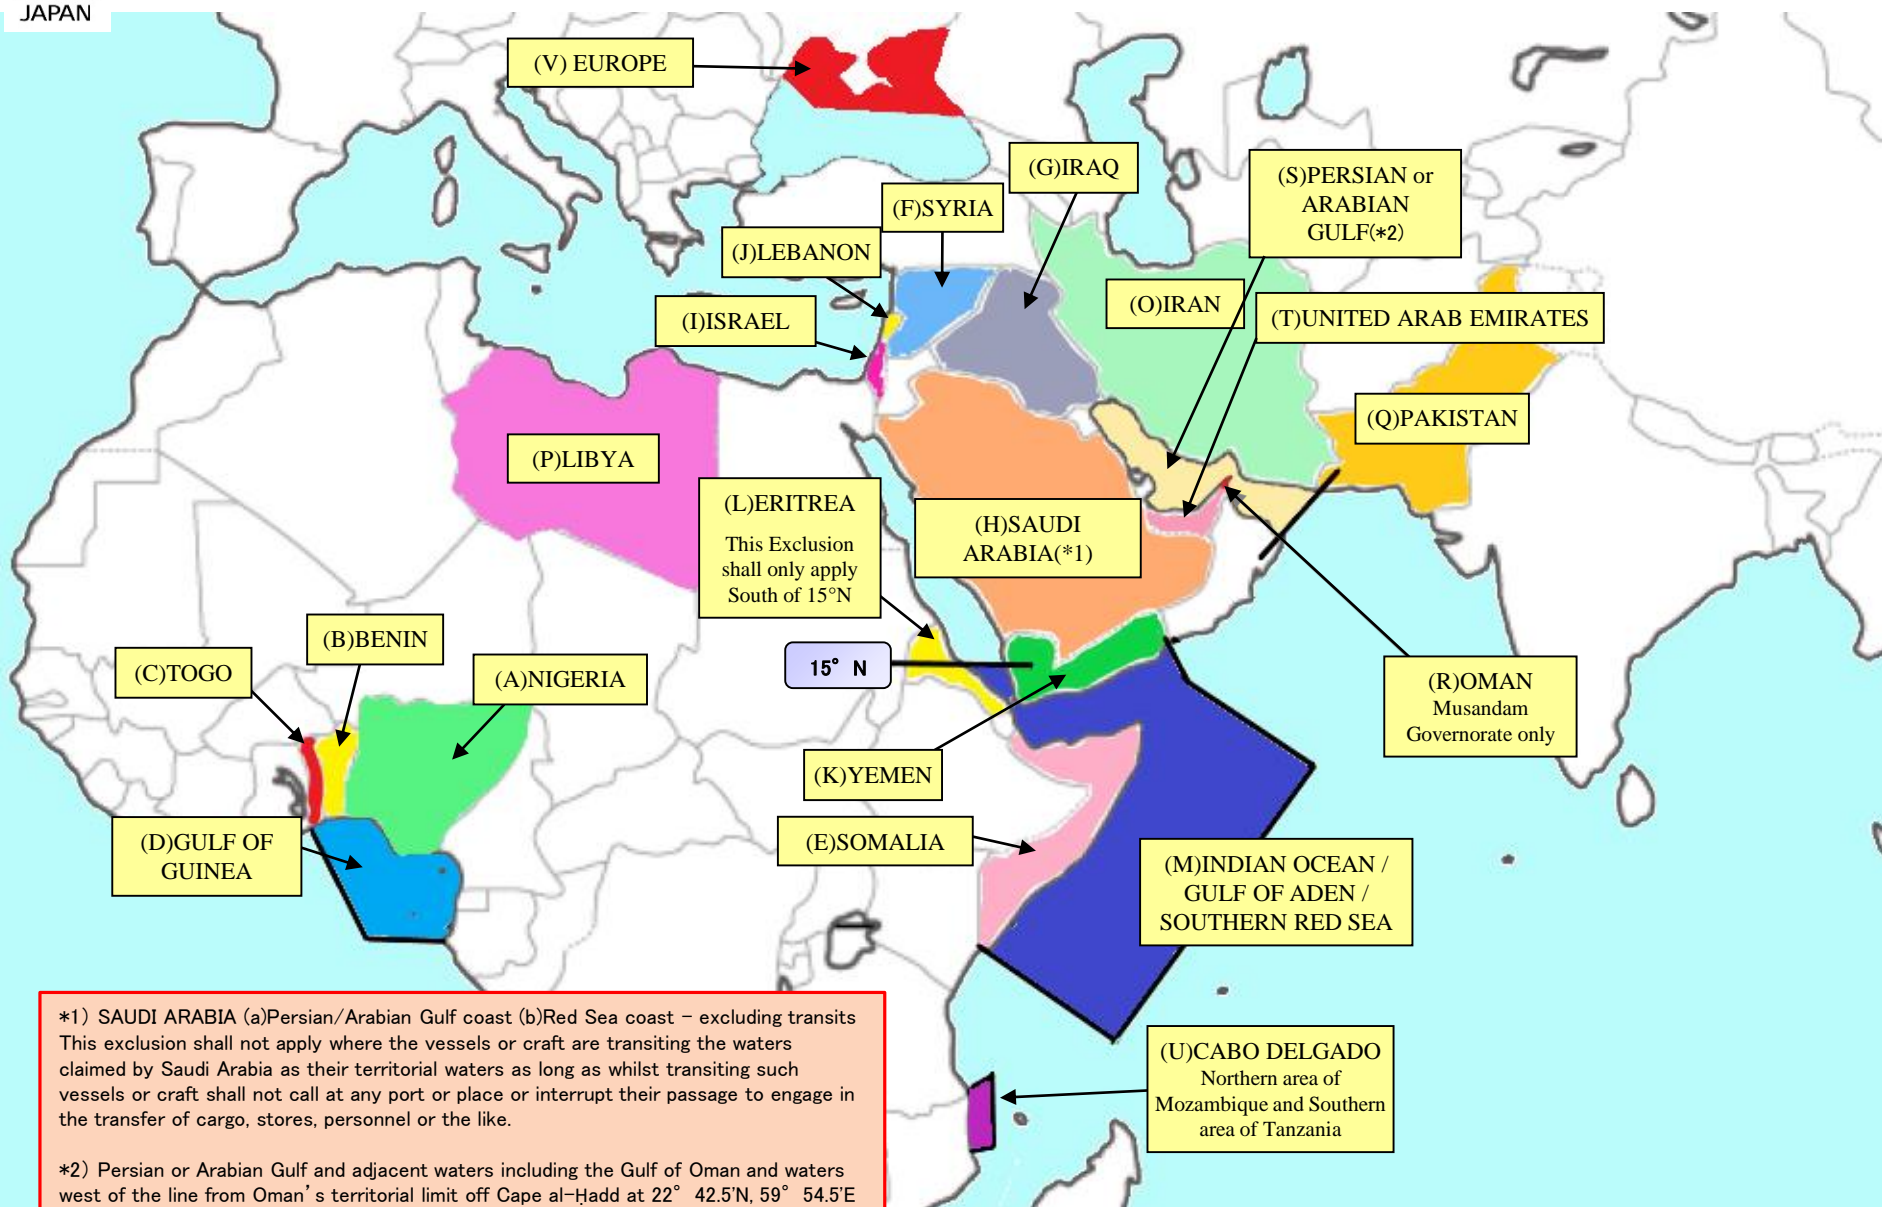 JAPAN
(V) EUROPE
(G)IRAQ
(S)PERSIAN or
ARABIAN
GULF(*2)
(F)SYRIA
(J)LEBANON
(I)ISRAEL
(O)IRAN
(T)UNITED ARAB EMIRATES
(Q)PAKISTAN
(P)LIBYA
(L)ERITREA
This Exclusion
shall only apply
South of 15°N
(H)SAUDI
ARABIA(*1)
(B)BENIN
(C)TOGO
(A)NIGERIA
15° N
(R)OMAN
Musandam
Governorate only
(K)YEMEN
(D)GULF OF
GUINEA
(E)SOMALIA
(M)INDIAN OCEAN /
GULF OF ADEN /
SOUTHERN RED SEA
(U)CABO DELGADO
Northern area of
Mozambique and Southern
area of Tanzania
*1) SAUDI ARABIA (a)Persian/Arabian Gulf coast (b)Red Sea coast – excluding transits
This exclusion shall not apply where the vessels or craft are transiting the waters
claimed by Saudi Arabia as their territorial waters as long as whilst transiting such
vessels or craft shall not call at any port or place or interrupt their passage to engage in
the transfer of cargo, stores, personnel or the like.
*2) Persian or Arabian Gulf and adjacent waters including the Gulf of Oman and waters
west of the line from Oman's territorial limit off Cape al-Ḥadd at 22° 42.5'N, 59° 54.5'E